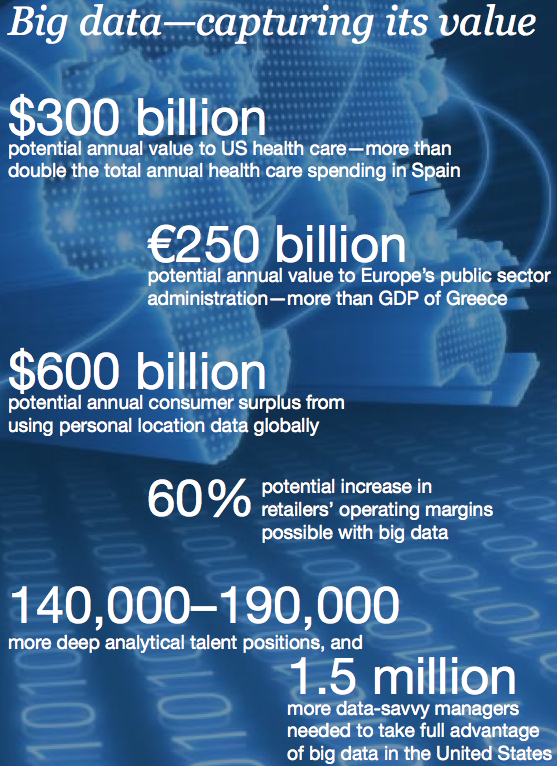 Big data—capturing its value
$300 billion
potential annual value to US health care—more than
double the total annual health care spending in Spain
€250 billion
potential annual value to Europe's public sector
administration—more than GDP of Greece
$600 billion
potential annual consumer surplus from
using personal location data globally
60% potential increase in
retailers' operating margins
possible with big data
140,000–190,000
more deep analytical talent positions, and
1.5 million
more data-savvy managers
needed to take full advantage
of big data in the United States